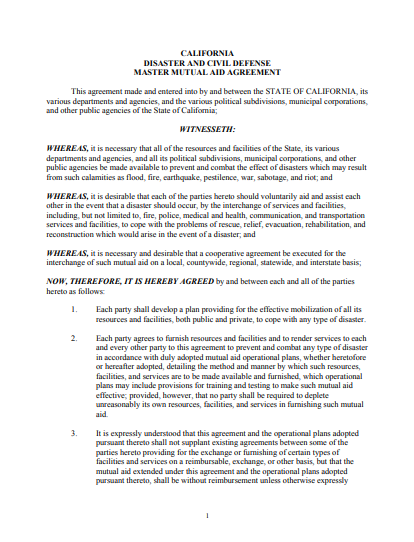 CALIFORNIA
DISASTER AND CIVIL DEFENSE
MASTER MUTUAL AID AGREEMENT
This agreement made and entered into by and between the STATE OF CALIFORNIA, its
various departments and agencies, and the various political subdivisions, municipal corporations,
and other public agencies of the State of California;
WITNESSETH:
WHEREAS, it is necessary that all of the resources and facilities of the State, its various
departments and agencies, and all its political subdivisions, municipal corporations, and other
public agencies be made available to prevent and combat the effect of disasters which may result
from such calamities as flood, fire, earthquake, pestilence, war, sabotage, and riot; and
WHEREAS, it is desirable that each of the parties hereto should voluntarily aid and assist each
other in the event that a disaster should occur, by the interchange of services and facilities,
including, but not limited to, fire, police, medical and health, communication, and transportation
services and facilities, to cope with the problems of rescue, relief, evacuation, rehabilitation, and
reconstruction which would arise in the event of a disaster; and
WHEREAS, it is necessary and desirable that a cooperative agreement be executed for the
interchange of such mutual aid on a local, countywide, regional, statewide, and interstate basis;
NOW, THEREFORE, IT IS HEREBY AGREED by and between each and all of the parties
hereto as follows:
1. Each party shall develop a plan providing for the effective mobilization of all its
resources and facilities, both public and private, to cope with any type of disaster.
2. Each party agrees to furnish resources and facilities and to render services to each
and every other party to this agreement to prevent and combat any type of disaster
in accordance with duly adopted mutual aid operational plans, whether heretofore
or hereafter adopted, detailing the method and manner by which such resources,
facilities, and services are to be made available and furnished, which operational
plans may include provisions for training and testing to make such mutual aid
effective; provided, however, that no party shall be required to deplete
unreasonably its own resources, facilities, and services in furnishing such mutual
aid.
3. It is expressly understood that this agreement and the operational plans adopted
pursuant thereto shall not supplant existing agreements between some of the
parties hereto providing for the exchange or furnishing of certain types of
facilities and services on a reimbursable, exchange, or other basis, but that the
mutual aid extended under this agreement and the operational plans adopted
pursuant thereto, shall be without reimbursement unless otherwise expressly
1